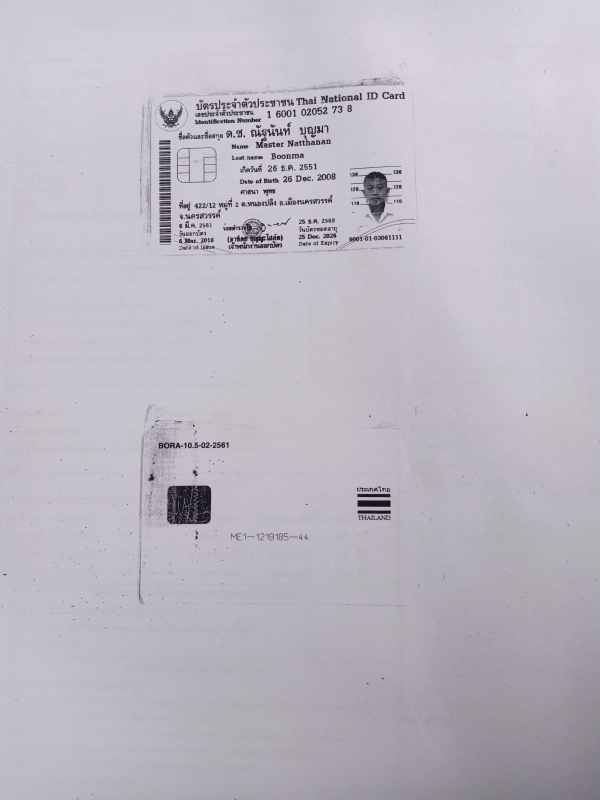 บัตรประจำตัวประชาชน Thai National ID Card
เลขประจำตัวประชาชน
Identification Number
1 6001 02052 73 8
ชื่อตัวและชื่อสกุล ด.ช. ณัฐนันท์ บุญมา
Name Master Natthanan
Last name Boonma
เกิดวันที่ 26 ธ.ค. 2551
Date of Birth 26 Dec. 2008
ศาสนา พุทธ
ที่อยู่ 422/12 หมู่ที่ 2 ต.หนองปลิง อ.เมืองนครสวรรค์
จ.นครสวรรค์
6 มี.ค. 2561
วันออกบัตร
6 Mar. 2018
Date of Issue
เจ้าพนักงานออกบัตร
25 ธ.ค. 2569
วันบัตรหมดอายุ
25 Dec. 2026
Date of Expiry
6001-01-03061111
BORA-10.5-02-2561
ประเทศไทย
THAILAND
ME1-1219185-44